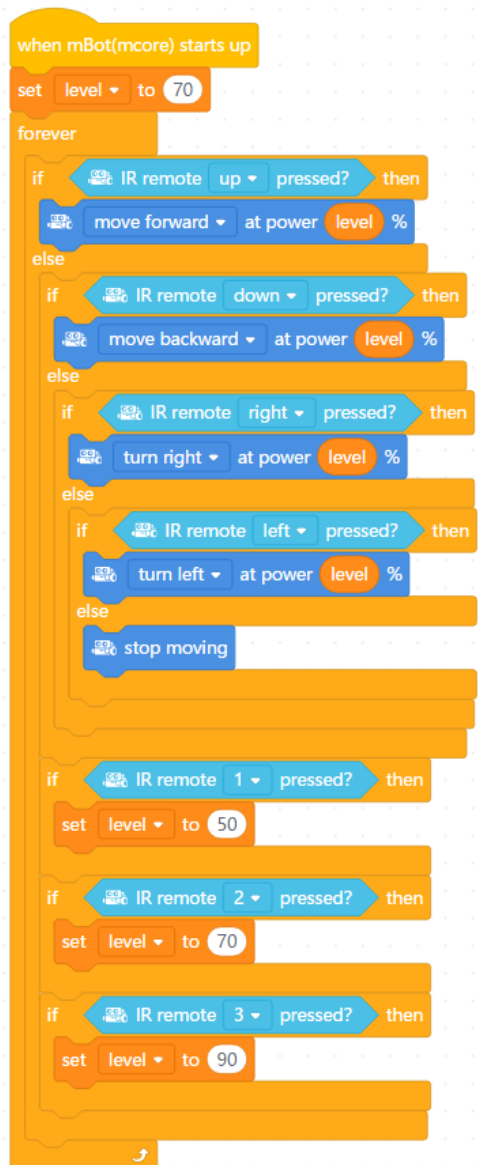 when mBot(mcore) starts up
set level to 70
forever
if IR remote up pressed? then
move forward at power level %
else
if IR remote down pressed? then
move backward at power level %
else
if IR remote right pressed? then
turn right at power level %
else
if IR remote left pressed? then
turn left at power level %
else
stop moving
if IR remote 1 pressed? then
set level to 50
if IR remote 2 pressed? then
set level to 70
if IR remote 3 pressed? then
set level to 90